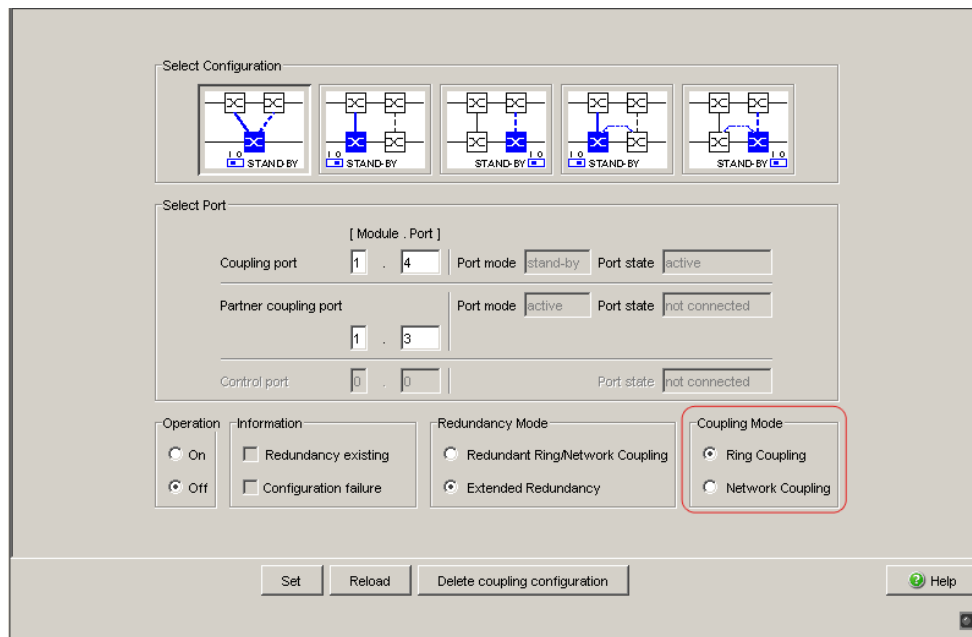 Select Configuration
I O STAND-BY
I O STAND-BY
STAND-BY I O
I O STAND-BY
STAND-BY I O
Select Port
[ Module . Port ]
Coupling port 1 . 4 Port mode stand-by Port state active
Partner coupling port Port mode active Port state not connected
1 . 3
Control port 0 . 0 Port state not connected
Operation Information Redundancy Mode Coupling Mode
On Redundancy existing Redundant Ring/Network Coupling Ring Coupling
Off Configuration failure Extended Redundancy Network Coupling
Set Reload Delete coupling configuration ? Help